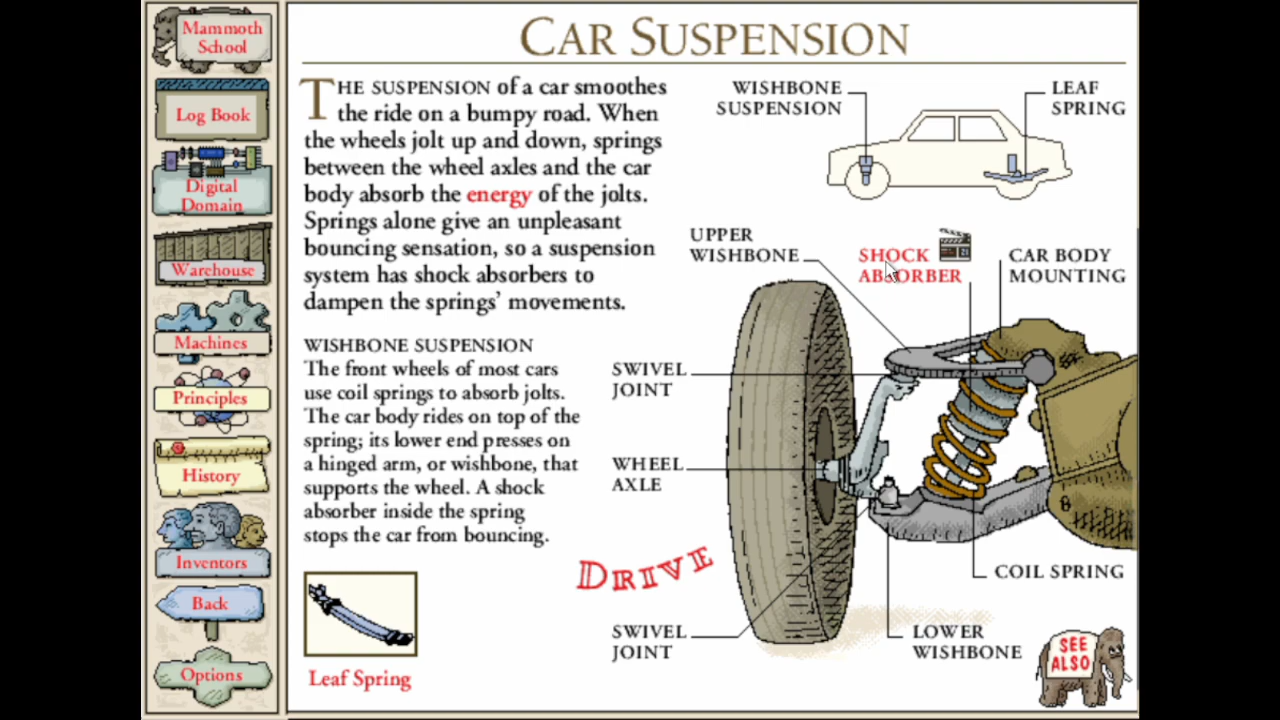 Mammoth
School
Log Book
Digital
Domain
Warehouse
Machines
Principles
History
Inventors
Back
Options
CAR SUSPENSION
THE SUSPENSION of a car smoothes
the ride on a bumpy road. When
the wheels jolt up and down, springs
between the wheel axles and the car
body absorb the energy of the jolts.
Springs alone give an unpleasant
bouncing sensation, so a suspension
system has shock absorbers to
dampen the springs' movements.
WISHBONE SUSPENSION
The front wheels of most cars
use coil springs to absorb jolts.
The car body rides on top of the
spring; its lower end presses on
a hinged arm, or wishbone, that
supports the wheel. A shock
absorber inside the spring
stops the car from bouncing.
Leaf Spring
DRIVE
WISHBONE
SUSPENSION
LEAF
SPRING
UPPER
WISHBONE
SHOCK
ABSORBER
CAR BODY
MOUNTING
SWIVEL
JOINT
WHEEL
AXLE
COIL SPRING
SWIVEL
JOINT
LOWER
WISHBONE
SEE
ALSO